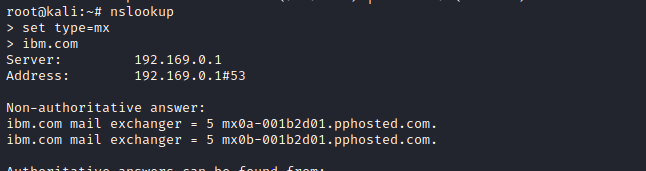 root@kali:~# nslookup
> set type=mx
> ibm.com
Server:         192.169.0.1
Address:        192.169.0.1#53
Non-authoritative answer:
ibm.com mail exchanger = 5 mx0a-001b2d01.pphosted.com.
ibm.com mail exchanger = 5 mx0b-001b2d01.pphosted.com.
Authoritative answers can be found from: